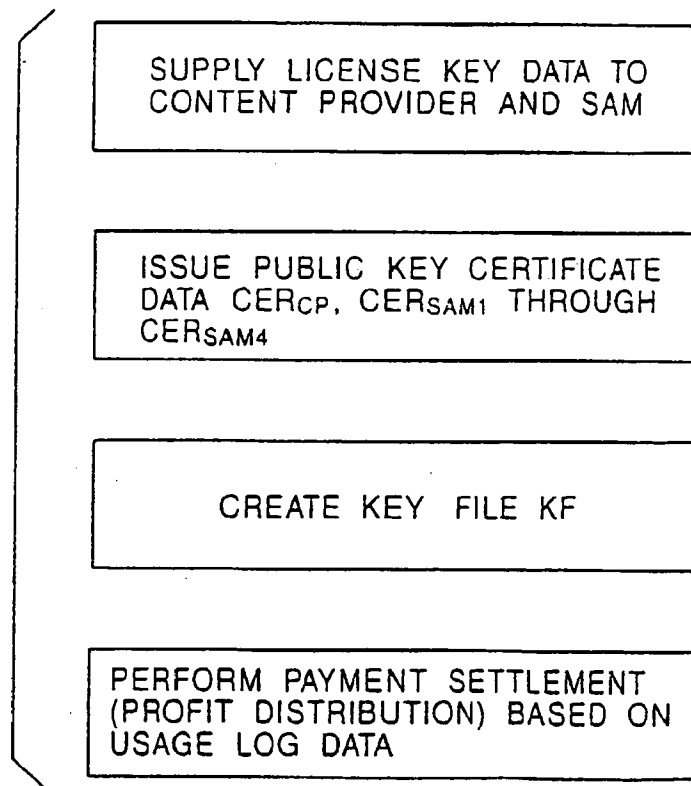 SUPPLY LICENSE KEY DATA TO
CONTENT PROVIDER AND SAM
ISSUE PUBLIC KEY CERTIFICATE
DATA CERCP, CERSAM1 THROUGH
CERSAM4
CREATE KEY FILE KF
PERFORM PAYMENT SETTLEMENT
(PROFIT DISTRIBUTION) BASED ON
USAGE LOG DATA